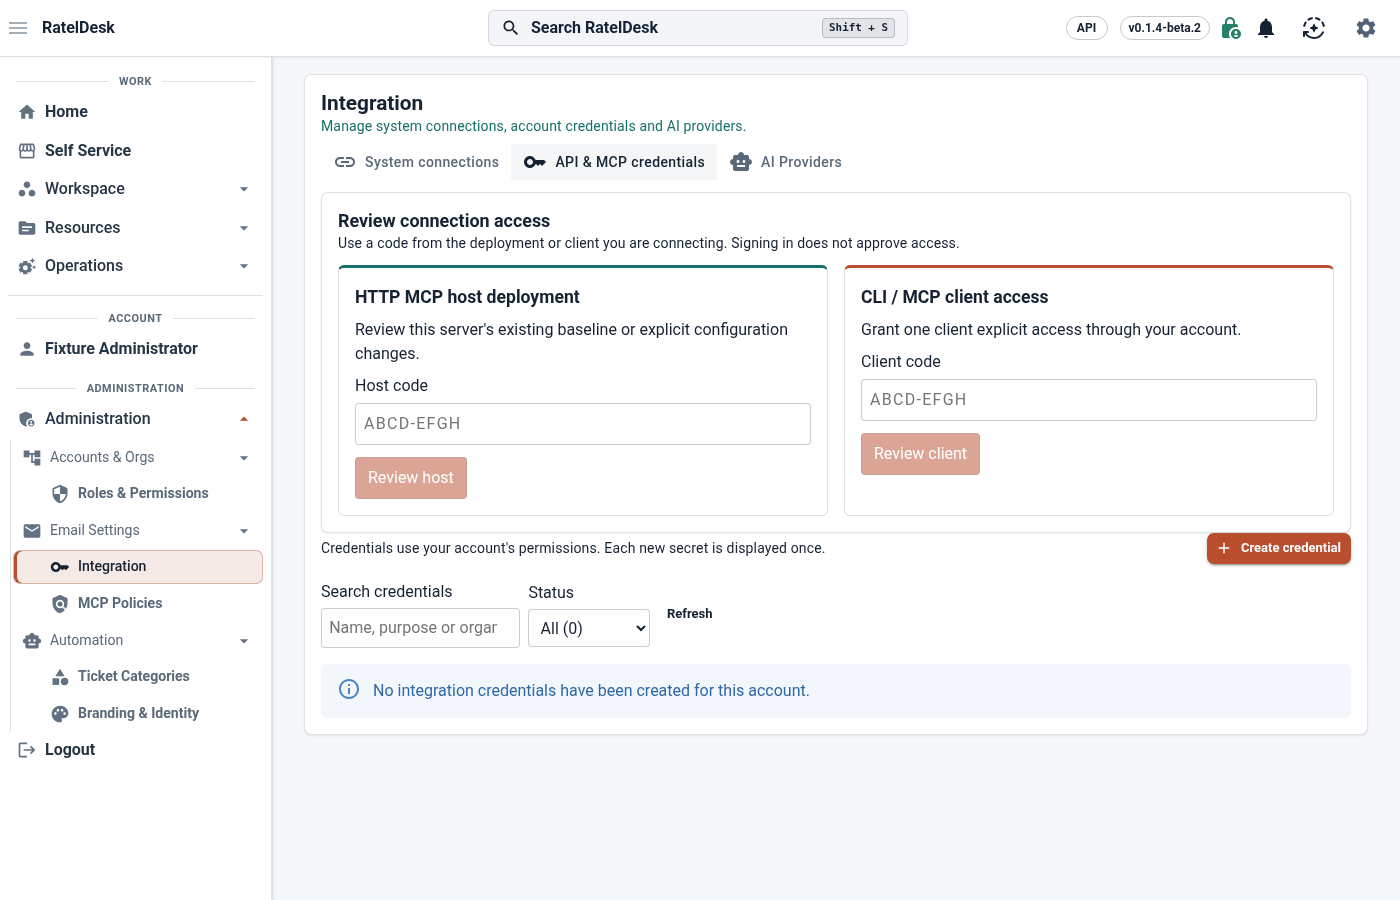 RatelDesk
Search RatelDesk
Shift + S
API
v0.1.4-beta.2
WORK
Home
Self Service
Workspace
Resources
Operations
ACCOUNT
Fixture Administrator
ADMINISTRATION
Administration
Accounts & Orgs
Roles & Permissions
Email Settings
Integration
MCP Policies
Automation
Ticket Categories
Branding & Identity
Logout
Integration
Manage system connections, account credentials and AI providers.
System connections
API & MCP credentials
AI Providers
Review connection access
Use a code from the deployment or client you are connecting. Signing in does not approve access.
HTTP MCP host deployment
Review this server's existing baseline or explicit configuration
changes.
Host code
ABCD-EFGH
Review host
CLI / MCP client access
Grant one client explicit access through your account.
Client code
ABCD-EFGH
Review client
Credentials use your account's permissions. Each new secret is displayed once.
Create credential
Search credentials
Name, purpose or orgar
Status
All (0)
Refresh
No integration credentials have been created for this account.